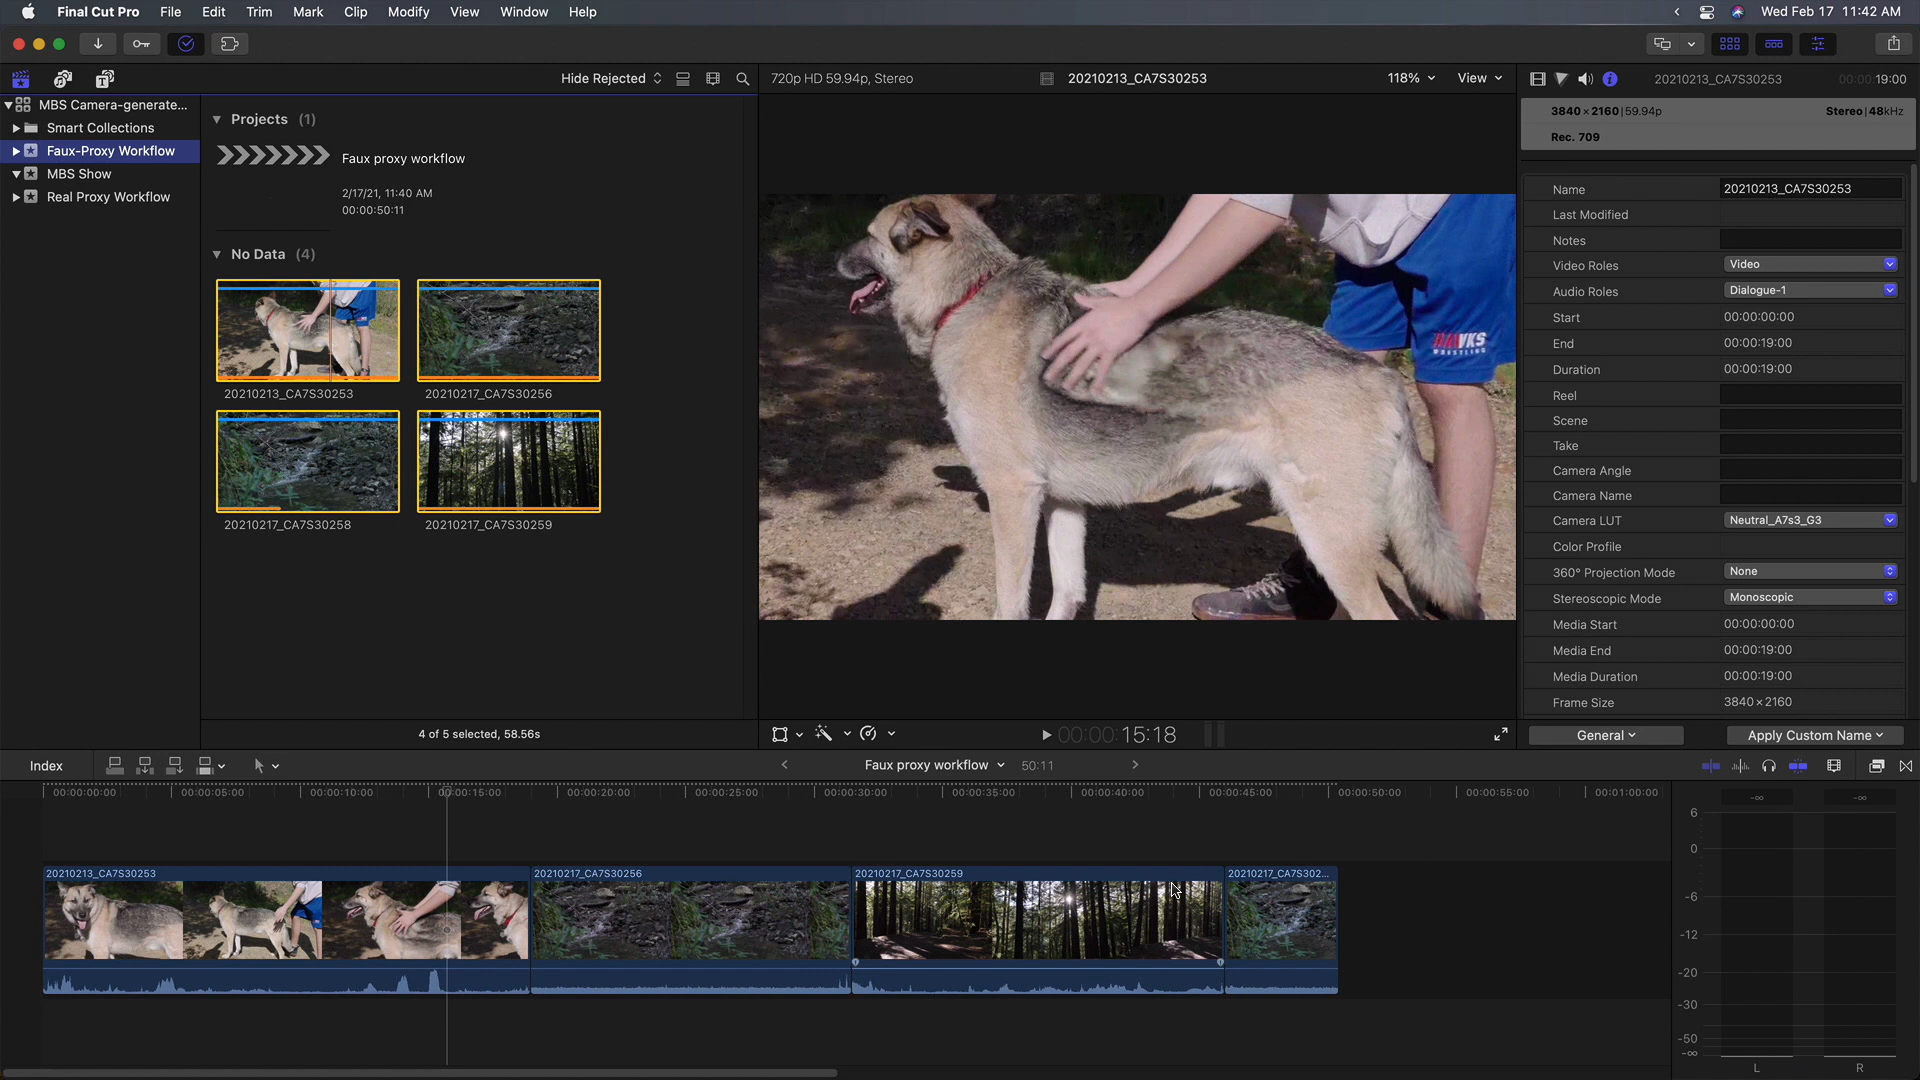 Final Cut Pro File Edit Trim Mark Clip Modify View Window Help
Wed Feb 17 11:42 AM
Hide Rejected
720p HD 59.94p, Stereo
20210213_CA7S30253
118% View
20210213_CA7S30253
00:00:19:00
MBS Camera-generate...
Smart Collections
Faux-Proxy Workflow
MBS Show
Real Proxy Workflow
Projects (1)
Faux proxy workflow
2/17/21, 11:40 AM
00:00:50:11
No Data (4)
20210213_CA7S30253
20210217_CA7S30256
20210217_CA7S30258
20210217_CA7S30259
4 of 5 selected, 58.56s
WRESTLING
00:00:15:18
3840 × 2160 | 59.94p
Stereo | 48kHz
Rec. 709
Name 20210213_CA7S30253
Last Modified
Notes
Video Roles Video
Audio Roles Dialogue-1
Start 00:00:00:00
End 00:00:19:00
Duration 00:00:19:00
Reel
Scene
Take
Camera Angle
Camera Name
Camera LUT Neutral_A7s3_G3
Color Profile
360° Projection Mode None
Stereoscopic Mode Monoscopic
Media Start 00:00:00:00
Media End 00:00:19:00
Media Duration 00:00:19:00
Frame Size 3840 × 2160
General
Apply Custom Name
Index
Faux proxy workflow 50:11
00:00:00:00 00:00:05:00 00:00:10:00 00:00:15:00 00:00:20:00 00:00:25:00 00:00:30:00 00:00:35:00 00:00:40:00 00:00:45:00 00:00:50:00 00:00:55:00 00:01:00:00
20210213_CA7S30253
20210217_CA7S30256
20210217_CA7S30259
20210217_CA7S302...
-∞ -∞
6
0
-6
-12
-20
-30
-50
-∞
L R